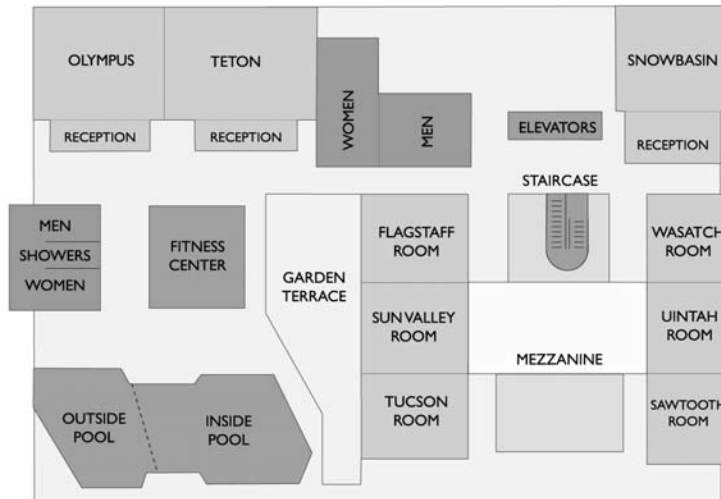 OLYMPUS
TETON
SNOWBASIN
RECEPTION
RECEPTION
WOMEN
MEN
ELEVATORS
RECEPTION
STAIRCASE
MEN
SHOWERS
WOMEN
FITNESS
CENTER
GARDEN
TERRACE
FLAGSTAFF
ROOM
WASATCH
ROOM
SUN VALLEY
ROOM
UINTAH
ROOM
MEZZANINE
OUTSIDE
POOL
INSIDE
POOL
TUCSON
ROOM
SAWTOOTH
ROOM